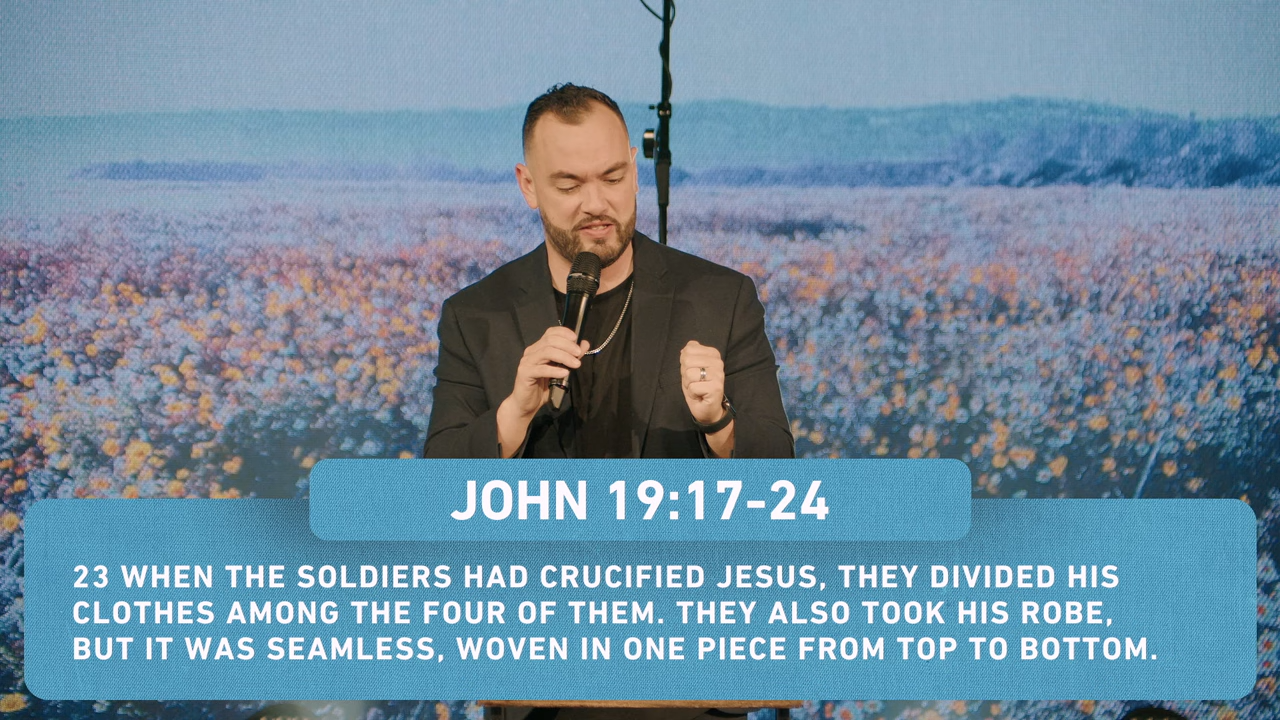 JOHN 19:17-24
23 WHEN THE SOLDIERS HAD CRUCIFIED JESUS, THEY DIVIDED HIS
CLOTHES AMONG THE FOUR OF THEM. THEY ALSO TOOK HIS ROBE,
BUT IT WAS SEAMLESS, WOVEN IN ONE PIECE FROM TOP TO BOTTOM.